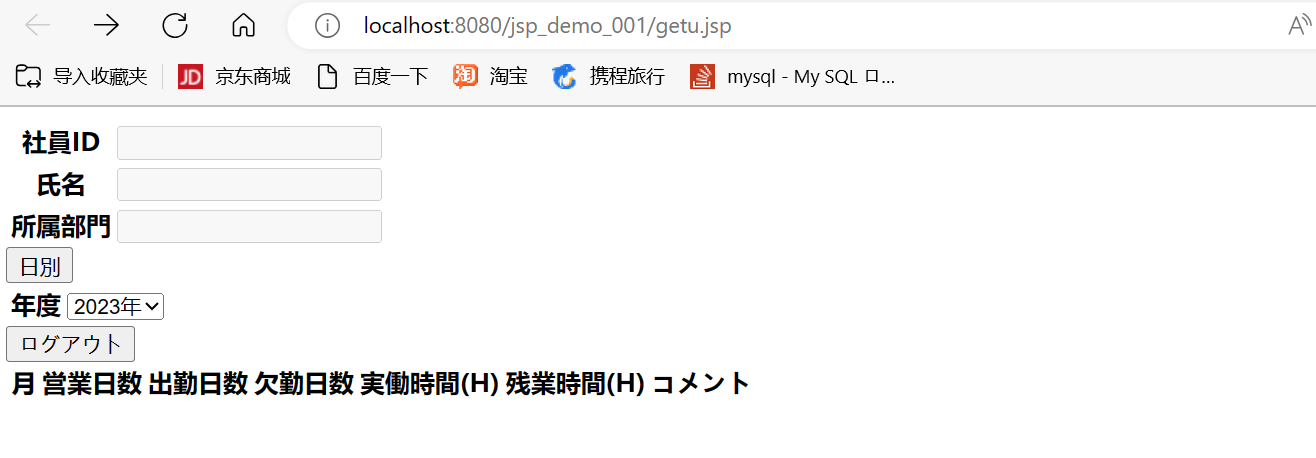 localhost:8080/jsp_demo_001/getu.jsp
导入收藏夹 JD 京东商城 百度一下 淘 淘宝 携程旅行 mysql - My SQL ロ...
社員ID
氏名
所属部門
日別
年度 2023年
ログアウト
月 営業日数 出勤日数 欠勤日数 実働時間(H) 残業時間(H) コメント